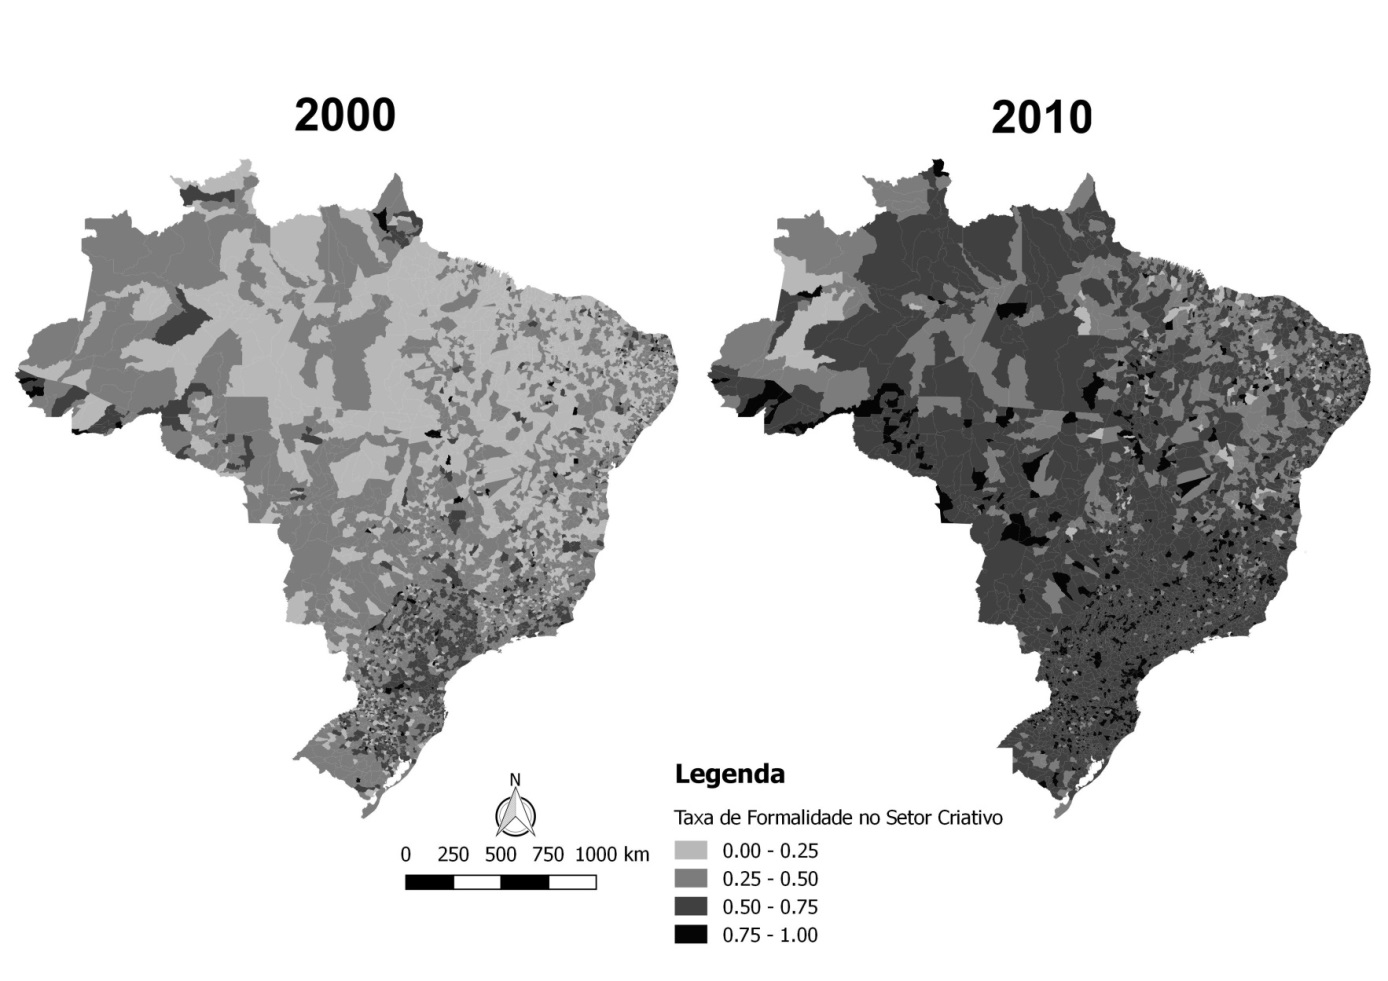 2000
2010
N
0 250 500 750 1000 km
Legenda
Taxa de Formalidade no Setor Criativo
0.00 - 0.25
0.25 - 0.50
0.50 - 0.75
0.75 - 1.00